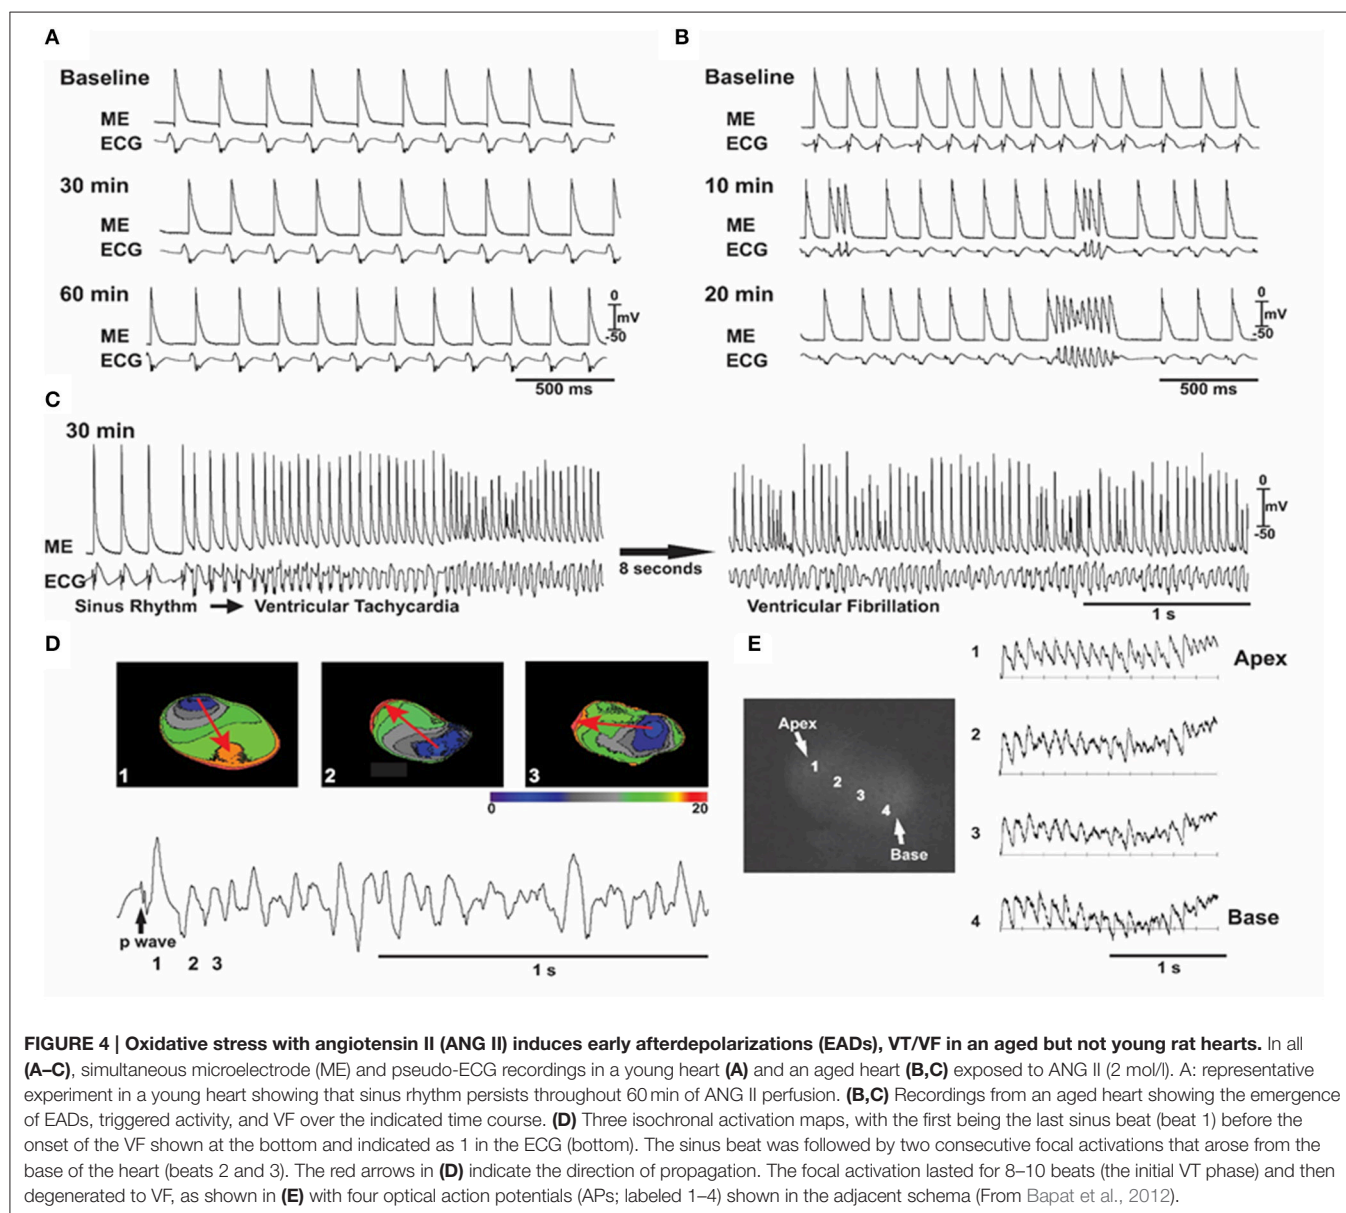 A
Baseline
ME
ECG
30 min
ME
ECG
60 min
ME
ECG
0
mV
-50
500 ms
B
Baseline
ME
ECG
10 min
ME
ECG
20 min
ME
ECG
0
mV
-50
500 ms
C
30 min
ME
ECG
Sinus Rhythm
Ventricular Tachycardia
8 seconds
0
mV
-50
Ventricular Fibrillation
1 s
D
1
2
3
0
20
p wave
1 2 3
1 s
E
Apex
1
2
3
4
Base
1
Apex
2
3
4
Base
1 s
FIGURE 4 | Oxidative stress with angiotensin II (ANG II) induces early afterdepolarizations (EADs), VT/VF in an aged but not young rat hearts. In all
(A–C), simultaneous microelectrode (ME) and pseudo-ECG recordings in a young heart (A) and an aged heart (B,C) exposed to ANG II (2 mol/l). A: representative
experiment in a young heart showing that sinus rhythm persists throughout 60 min of ANG II perfusion. (B,C) Recordings from an aged heart showing the emergence
of EADs, triggered activity, and VF over the indicated time course. (D) Three isochronal activation maps, with the first being the last sinus beat (beat 1) before the
onset of the VF shown at the bottom and indicated as 1 in the ECG (bottom). The sinus beat was followed by two consecutive focal activations that arose from the
base of the heart (beats 2 and 3). The red arrows in (D) indicate the direction of propagation. The focal activation lasted for 8–10 beats (the initial VT phase) and then
degenerated to VF, as shown in (E) with four optical action potentials (APs; labeled 1–4) shown in the adjacent schema (From Bapat et al., 2012).